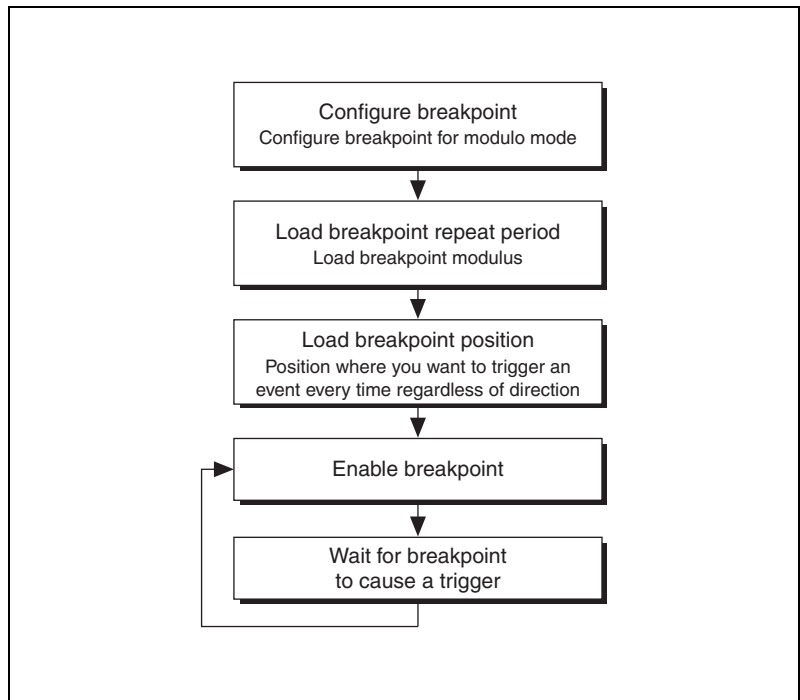 Configure breakpoint
Configure breakpoint for modulo mode
Load breakpoint repeat period
Load breakpoint modulus
Load breakpoint position
Position where you want to trigger an
event every time regardless of direction
Enable breakpoint
Wait for breakpoint
to cause a trigger